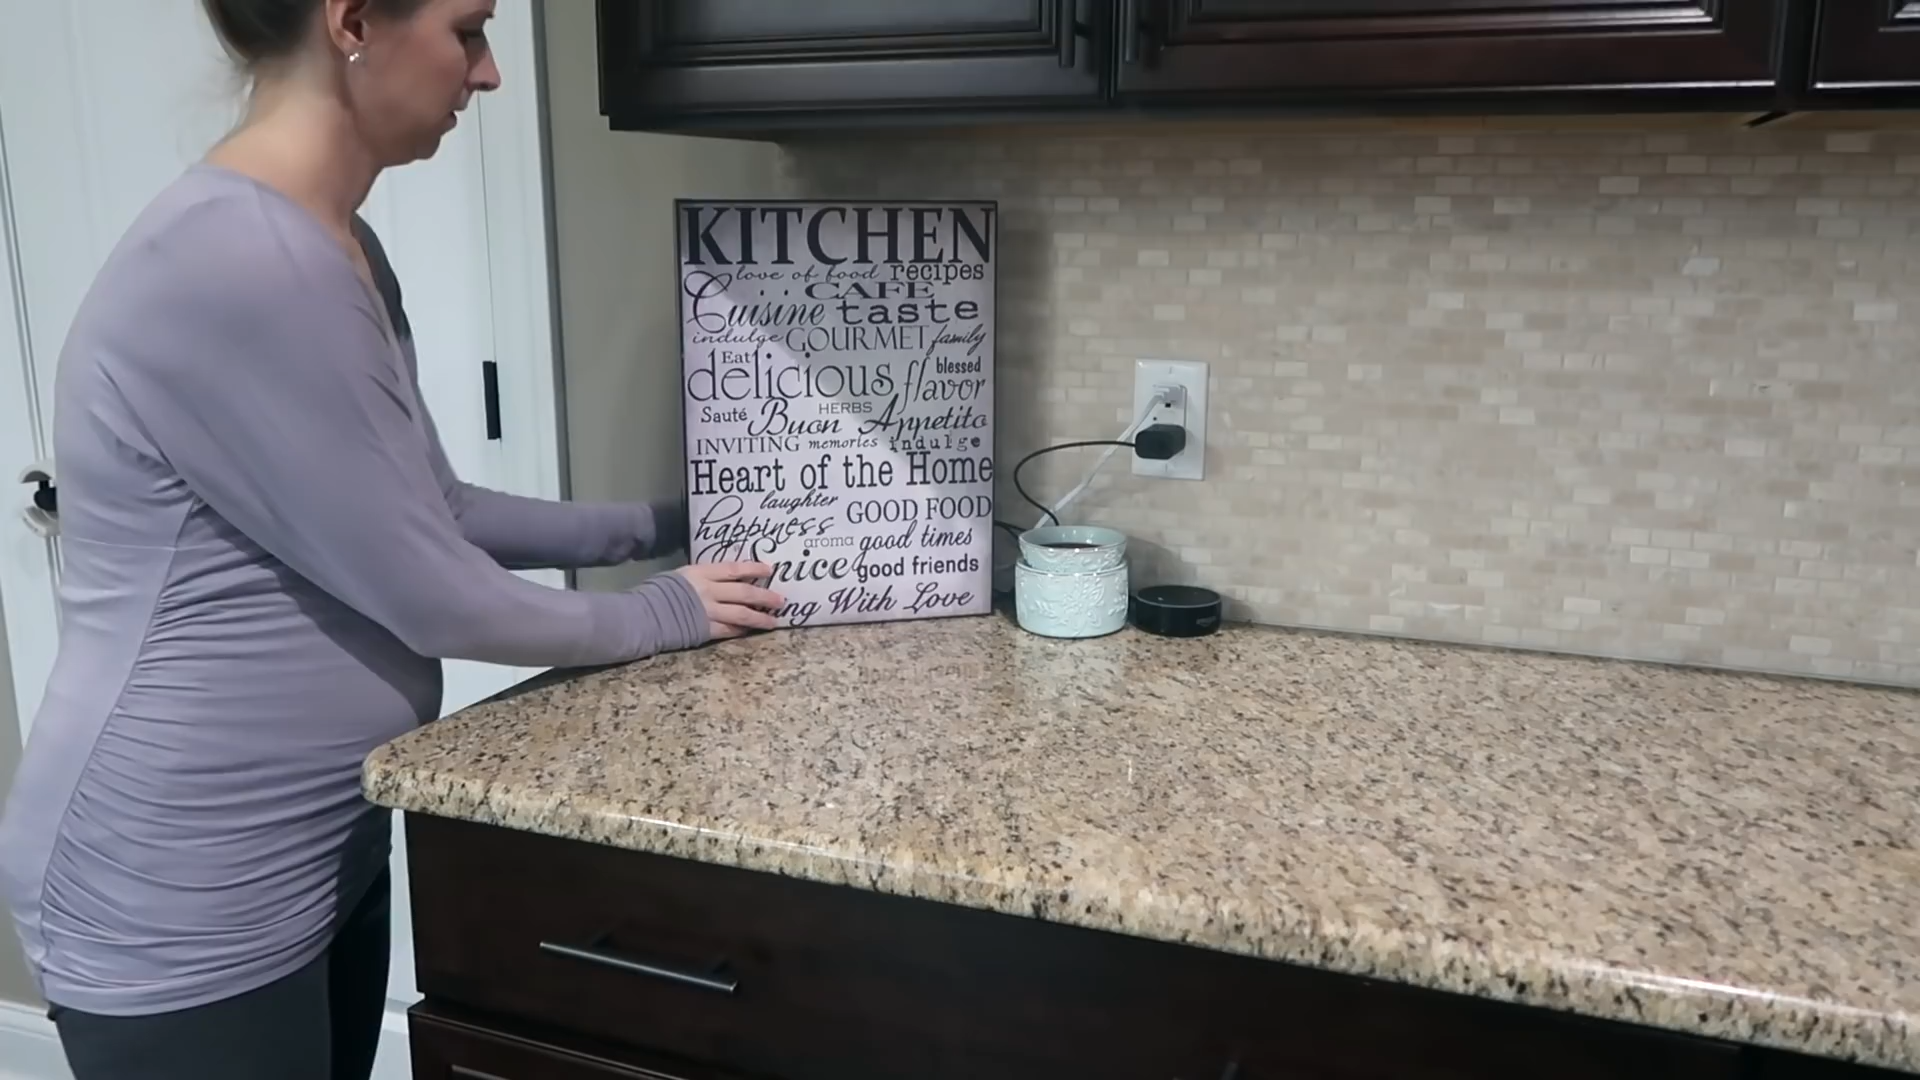 KITCHEN
love of food recipes
CAFE
Cuisine taste
indulge GOURMET family
Eat blessed
delicious flavor
Sauté HERBS
Buon Appetito
INVITING memories indulge
Heart of the Home
laughter
happiness GOOD FOOD
aroma good times
good friends
With Love